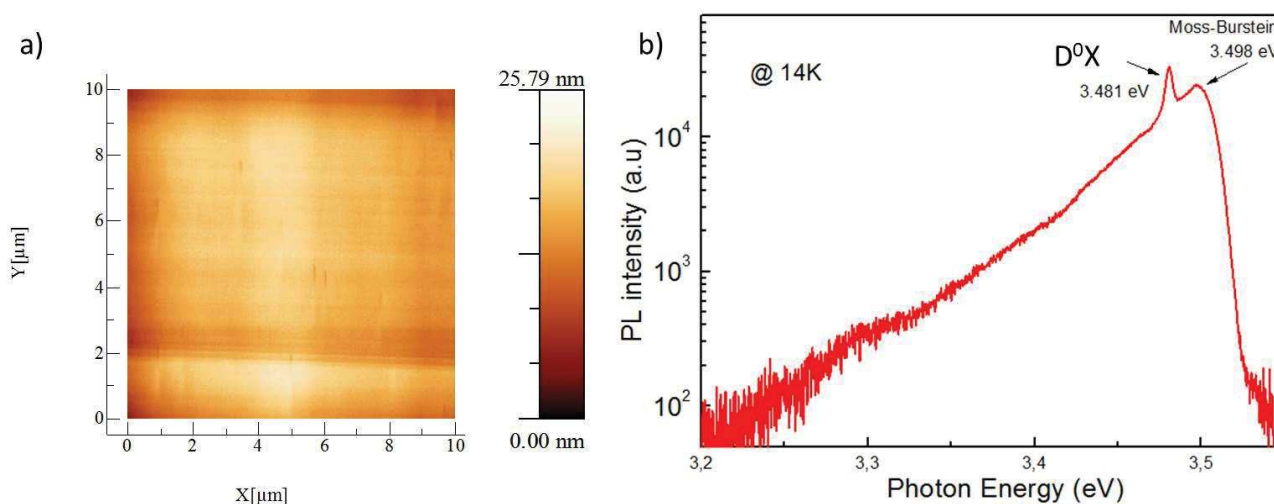 a)
25.79 nm
0.00 nm
10
8
6
4
2
0
Y[µm]
0 2 4 6 8 10
X[µm]
b)
@ 14K
D⁰X
3.481 eV
Moss-Burstein
3.498 eV
PL intensity (a.u)
10⁴
10³
10²
3,2 3,3 3,4 3,5
Photon Energy (eV)